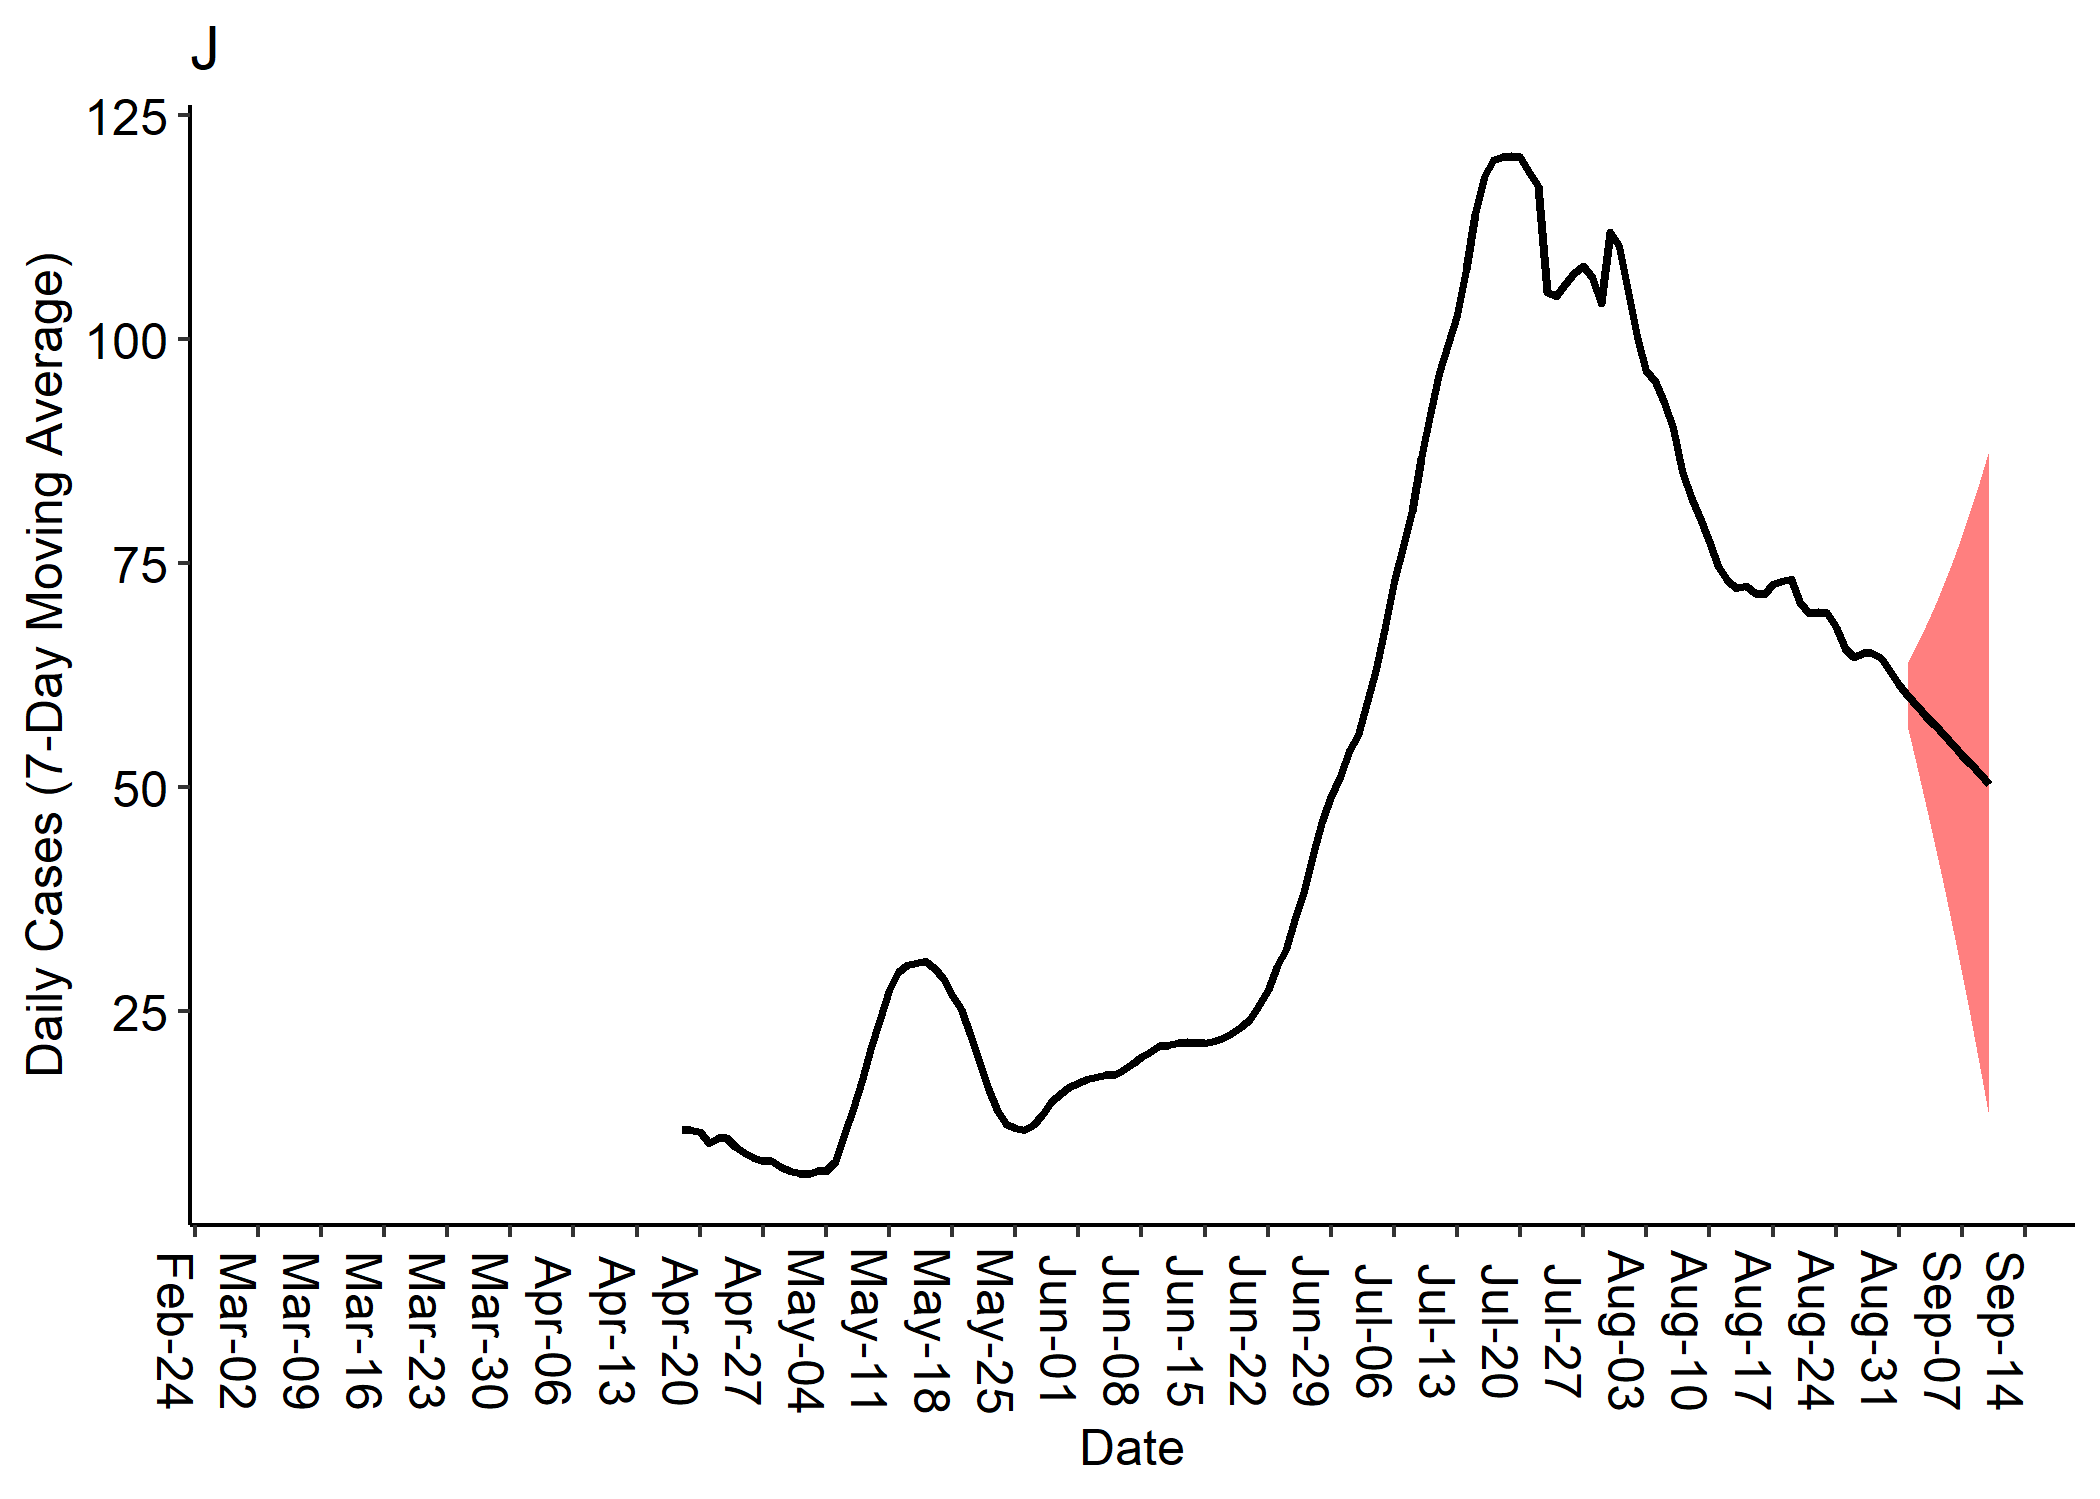 J
Daily Cases (7-Day Moving Average)
125
100
75
50
25
Feb-24
Mar-02
Mar-09
Mar-16
Mar-23
Mar-30
Apr-06
Apr-13
Apr-20
Apr-27
May-04
May-11
May-18
May-25
Jun-01
Jun-08
Jun-15
Jun-22
Jun-29
Jul-06
Jul-13
Jul-20
Jul-27
Aug-03
Aug-10
Aug-17
Aug-24
Aug-31
Sep-07
Sep-14
Date